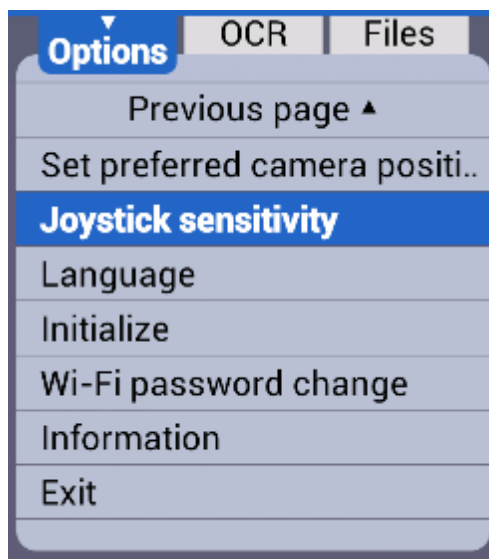 Options OCR Files
Previous page ▲
Set preferred camera positi..
Joystick sensitivity
Language
Initialize
Wi-Fi password change
Information
Exit